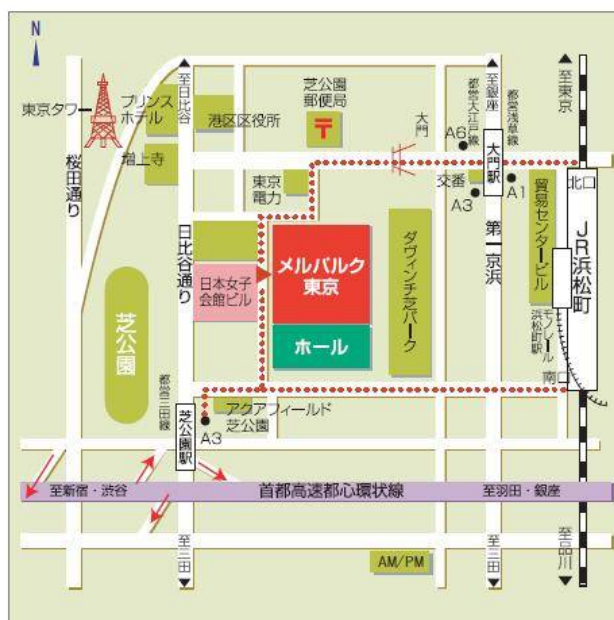 N
至日比谷
芝公園
郵便局
都営大江戸線
至銀座
都営浅草線
至東京
東京タワー
プリンス
ホテル
港区区役所
〒
大門
A6
大門駅
桜田通り
増上寺
東京
電力
交番
A3
A1
北口
貿易センタービル
JR浜松町
日比谷通り
第一京浜
メルパルク
東京
日本女子
会館ビル
ダヴィンチ芝パーク
芝公園
ホール
モノレール
浜松町駅
南口
都営三田線
芝公園駅
アクアフィールド
芝公園
A3
至新宿・渋谷
首都高速都心環状線
至羽田・銀座
至三田
至三田
至品川
AM/PM